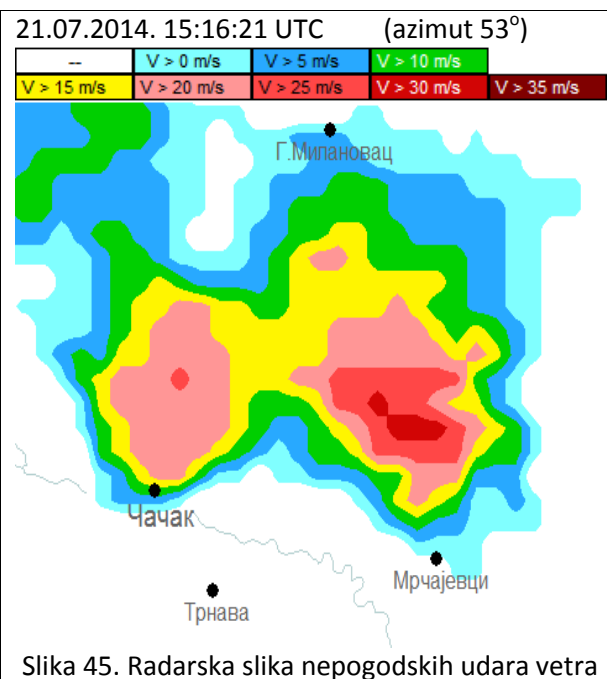 21.07.2014. 15:16:21 UTC (azimut 53°)
-- V > 0 m/s V > 5 m/s V > 10 m/s
V > 15 m/s V > 20 m/s V > 25 m/s V > 30 m/s V > 35 m/s
Г.Милановац
Чачак
Мрчајевци
Трнава
Slika 45. Radarska slika nepogodskih udara vetra